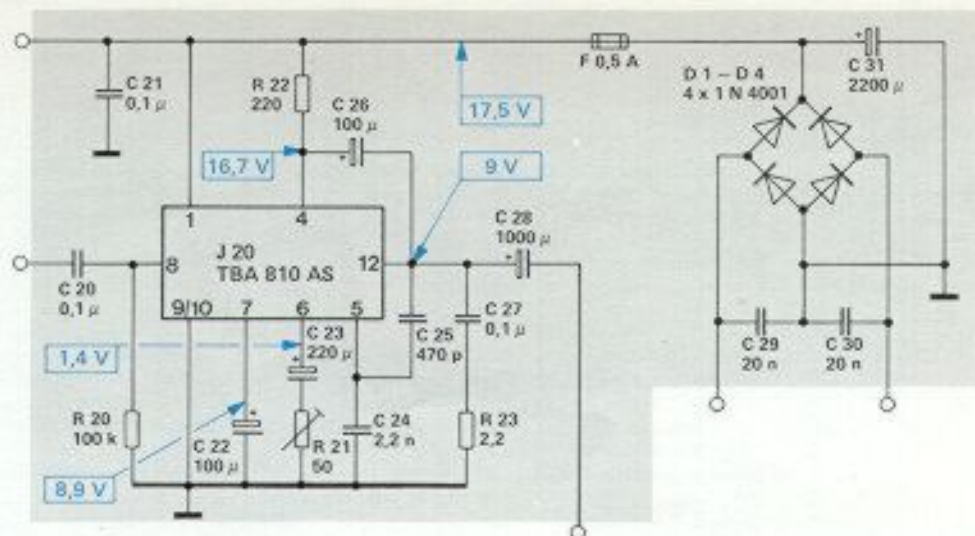 C 21
0,1 µ
R 22
220
C 26
100 µ
+
17,5 V
F 0,5 A
D 1 – D 4
4 x 1 N 4001
+
C 31
2200 µ
16,7 V
9 V
1
4
J 20
TBA 810 AS
8
12
9/10
7
6
5
C 28
1000 µ
+
C 20
0,1 µ
C 23
220 µ
+
C 25
470 p
C 27
0,1 µ
C 29
20 n
C 30
20 n
1,4 V
R 20
100 k
C 22
100 µ
+
R 21
50
C 24
2,2 n
R 23
2,2
8,9 V